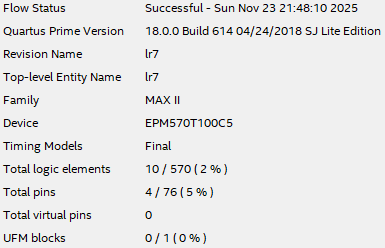 Flow Status Successful - Sun Nov 23 21:48:10 2025
Quartus Prime Version 18.0.0 Build 614 04/24/2018 SJ Lite Edition
Revision Name lr7
Top-level Entity Name lr7
Family MAX II
Device EPM570T100C5
Timing Models Final
Total logic elements 10 / 570 ( 2 % )
Total pins 4 / 76 ( 5 % )
Total virtual pins 0
UFM blocks 0 / 1 ( 0 % )